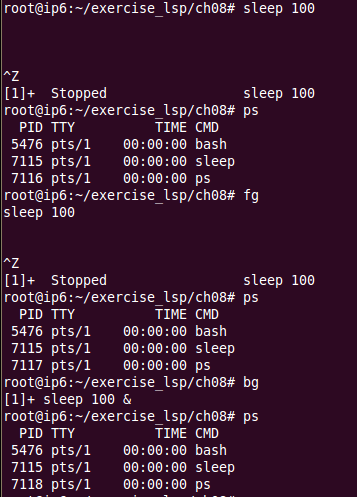 root@ip6:~/exercise_lsp/ch08# sleep 100
^Z
[1]+  Stopped                 sleep 100
root@ip6:~/exercise_lsp/ch08# ps
  PID TTY          TIME CMD
 5476 pts/1    00:00:00 bash
 7115 pts/1    00:00:00 sleep
 7116 pts/1    00:00:00 ps
root@ip6:~/exercise_lsp/ch08# fg
sleep 100
^Z
[1]+  Stopped                 sleep 100
root@ip6:~/exercise_lsp/ch08# ps
  PID TTY          TIME CMD
 5476 pts/1    00:00:00 bash
 7115 pts/1    00:00:00 sleep
 7117 pts/1    00:00:00 ps
root@ip6:~/exercise_lsp/ch08# bg
[1]+ sleep 100 &
root@ip6:~/exercise_lsp/ch08# ps
  PID TTY          TIME CMD
 5476 pts/1    00:00:00 bash
 7115 pts/1    00:00:00 sleep
 7118 pts/1    00:00:00 ps